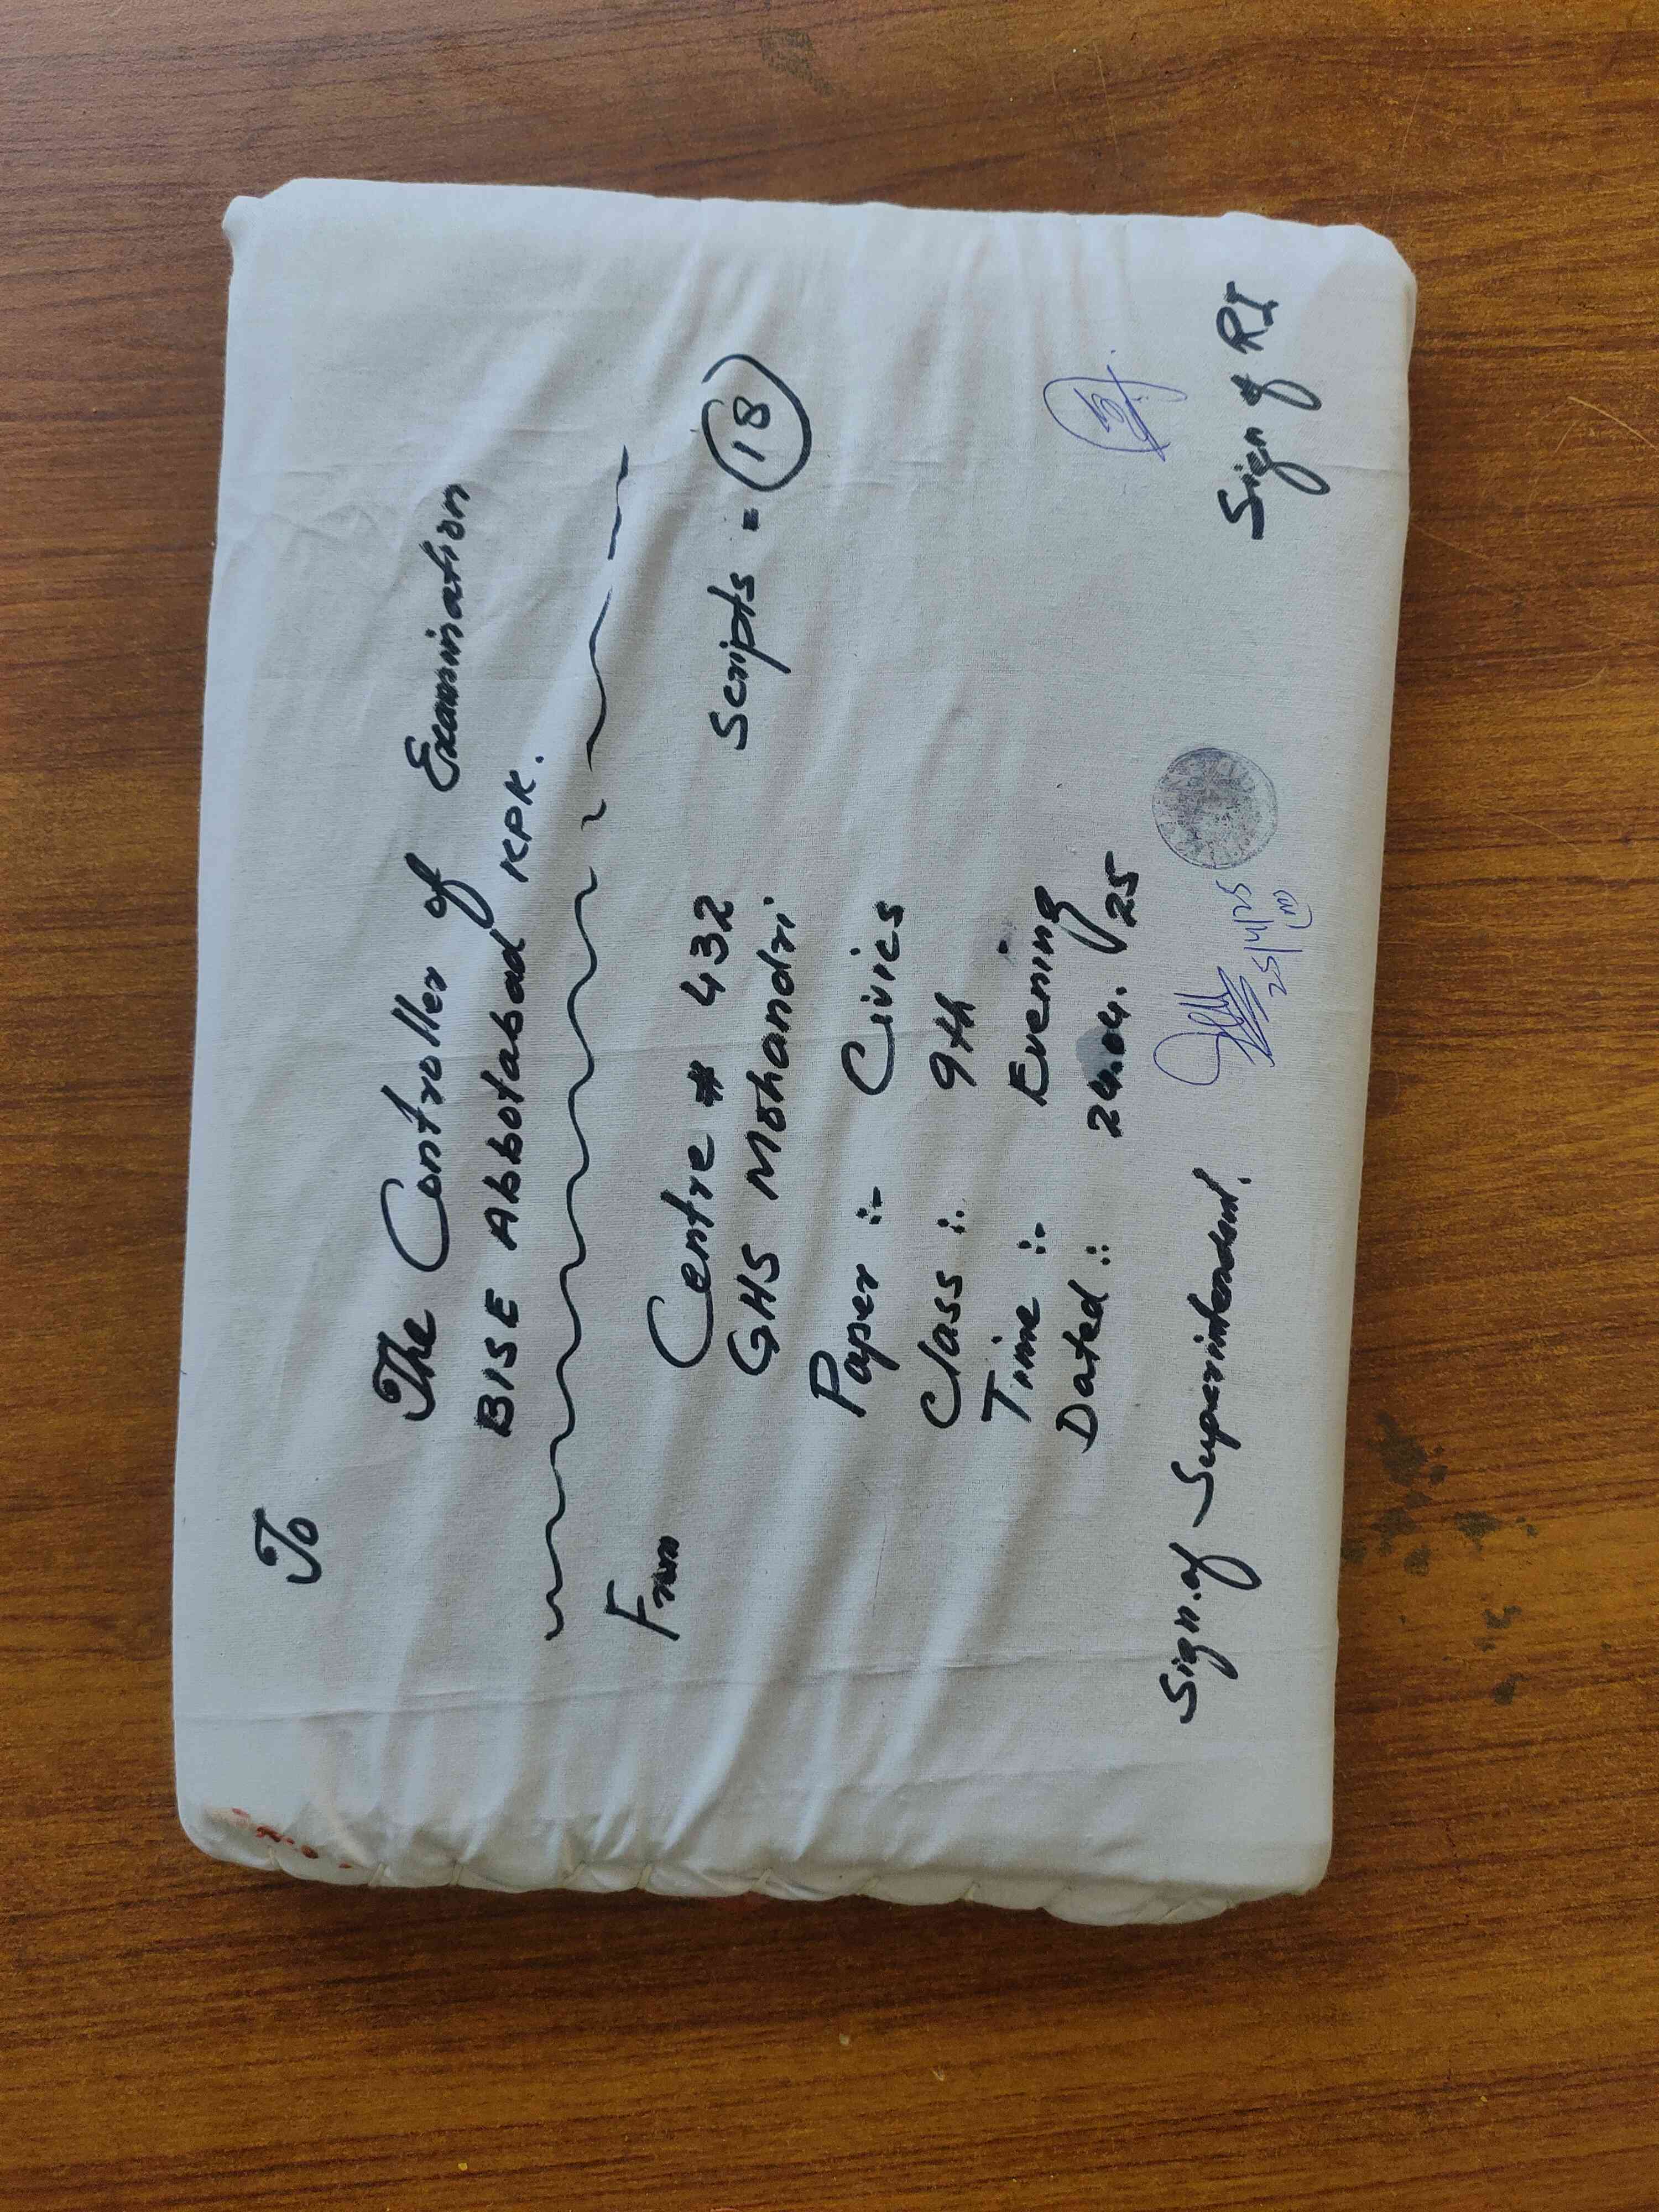 To
The Controller of Examination
BISE Abbotabad KPK.
From
Centre # 432 Scripts = 18
GHS Mohandri.
Paper :- Civics
Class :- 9th
Time :- Evening
Dated :- 24.04.25
Sign of Superintendent. Sign of RI